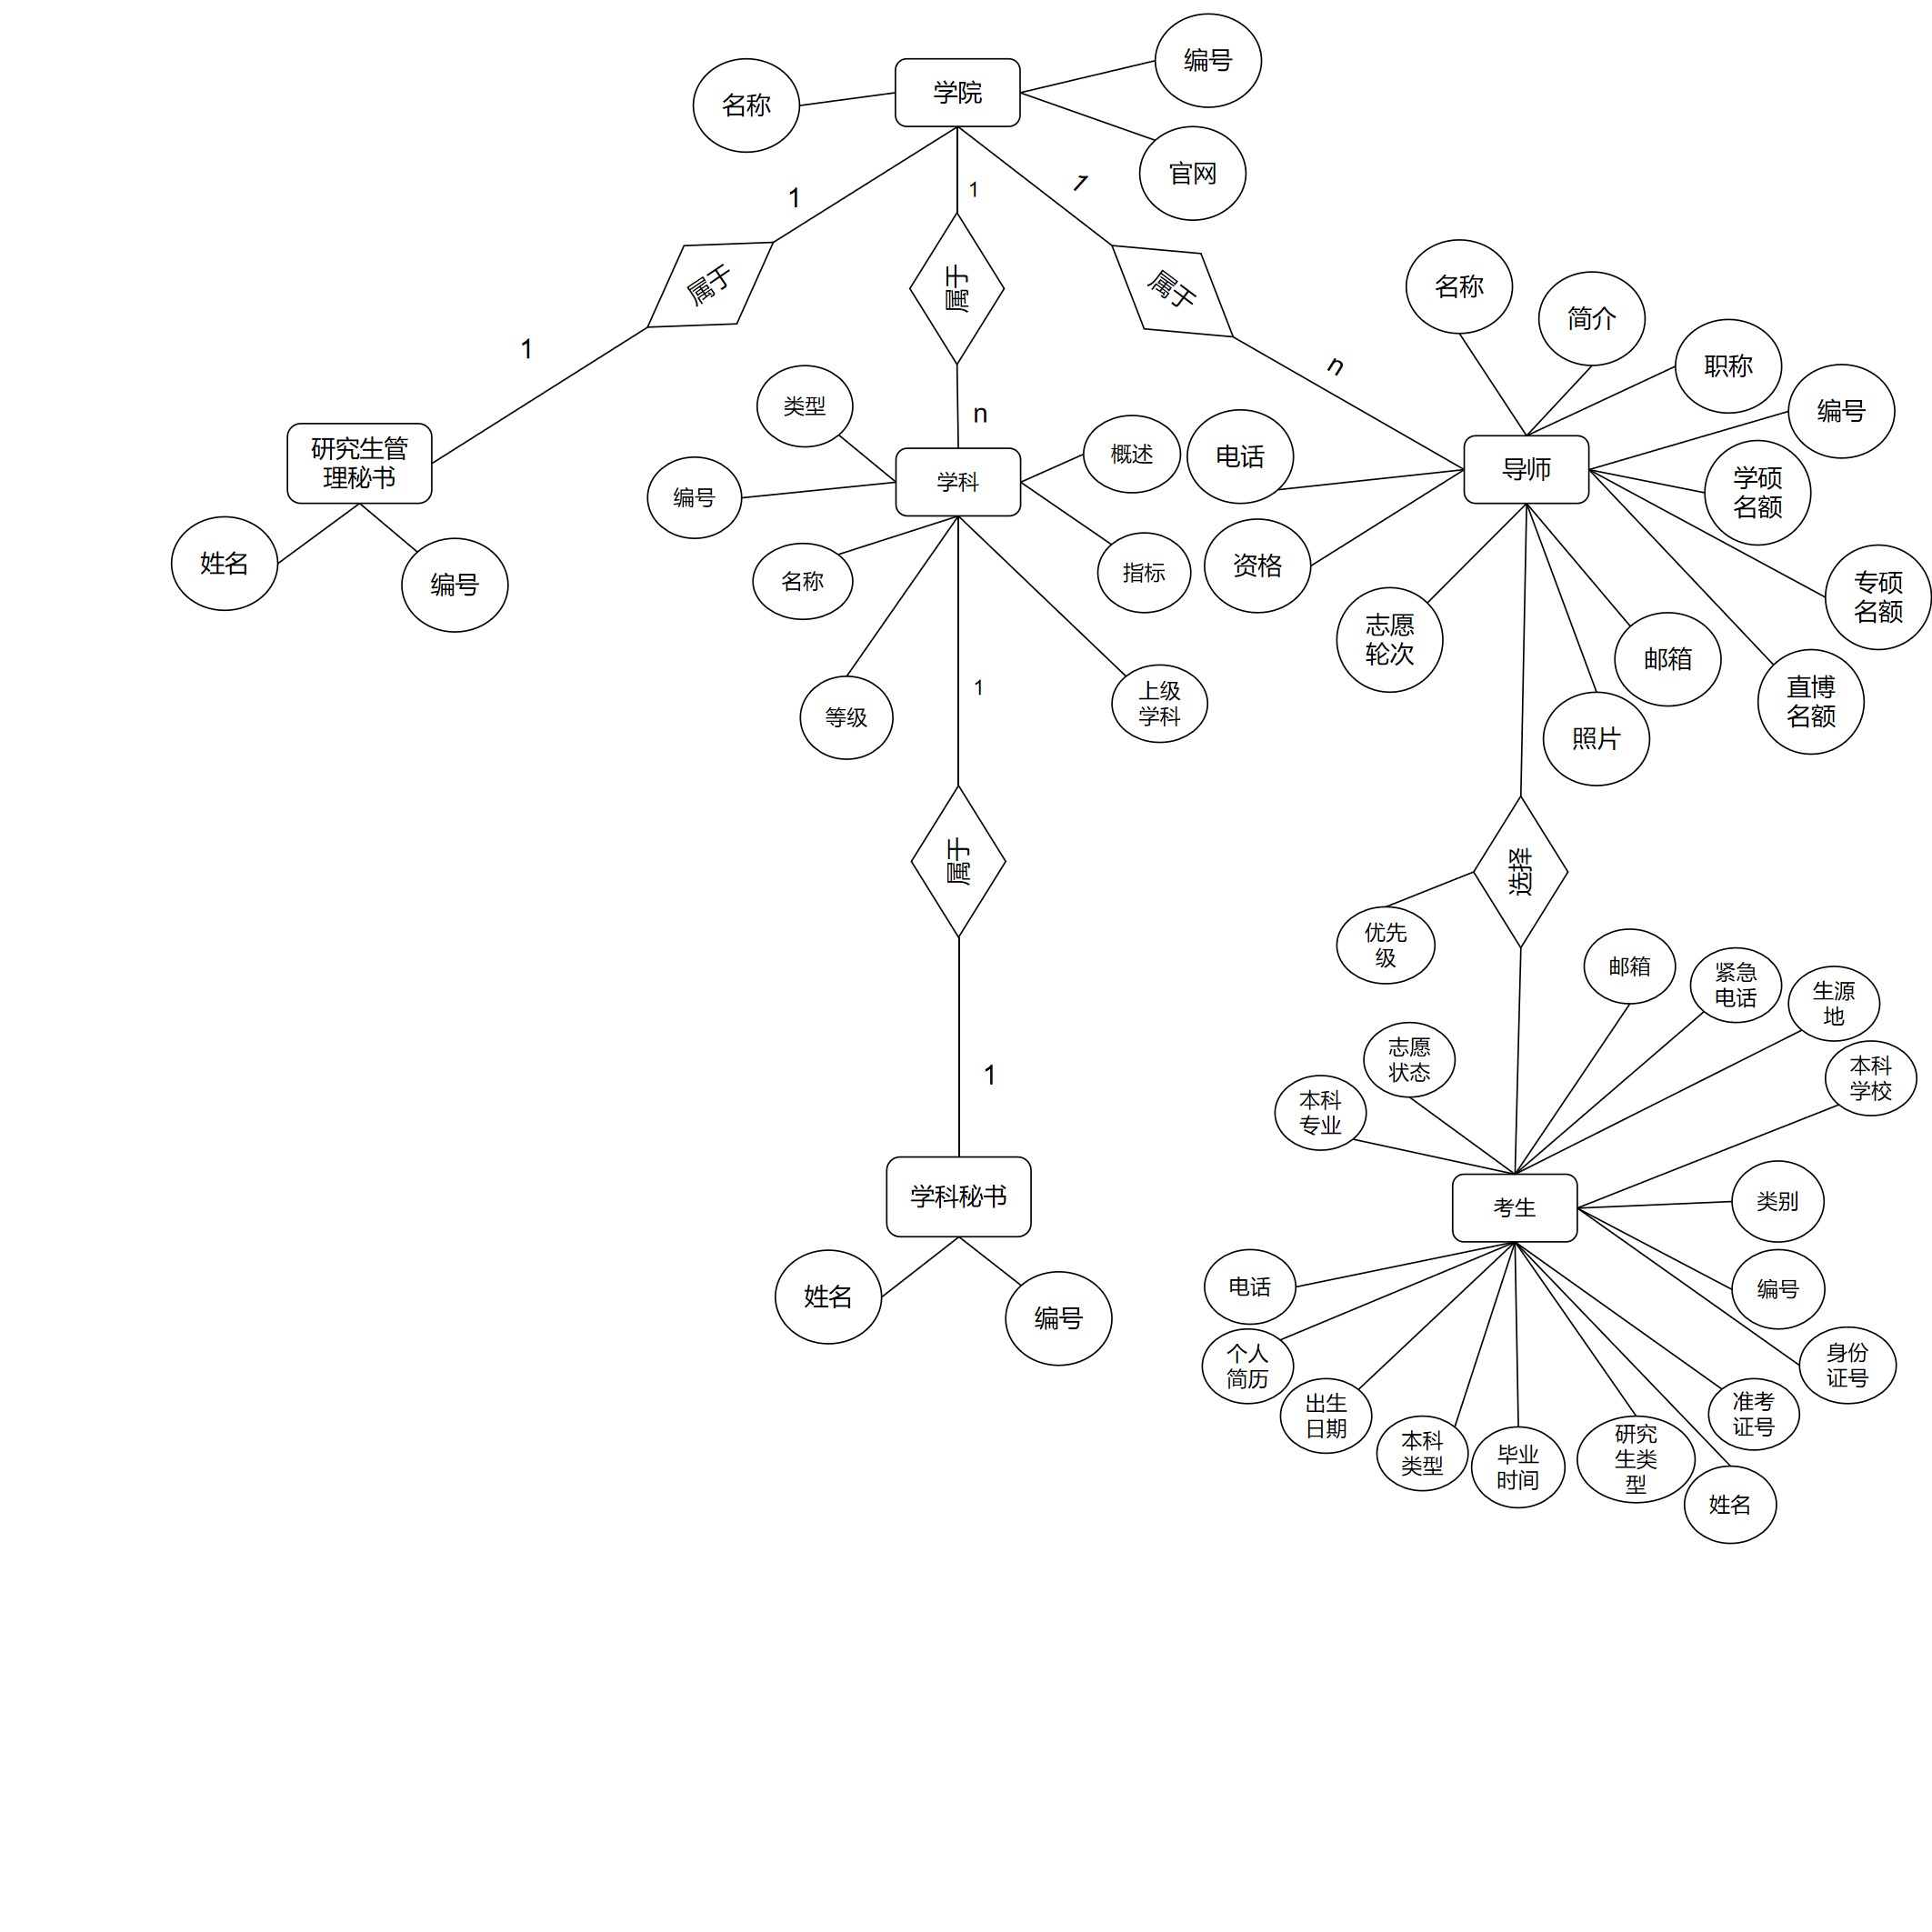 编号
学院
名称
官网
1
1
1
属于
属于
属于
名称
简介
职称
编号
1
n
n
类型
研究生管
理秘书
概述
电话
导师
编号
学科
学硕
名额
姓名
编号
名称
指标
资格
专硕
名额
志愿
轮次
邮箱
等级
1
上级
学科
直博
名额
照片
属于
选择
优先
级
邮箱
紧急
电话
生源
地
志愿
状态
本科
学校
1
本科
专业
学科秘书
考生
类别
姓名
编号
电话
编号
个人
简历
身份
证号
出生
日期
准考
证号
本科
类型
毕业
时间
研究
生类
型
姓名